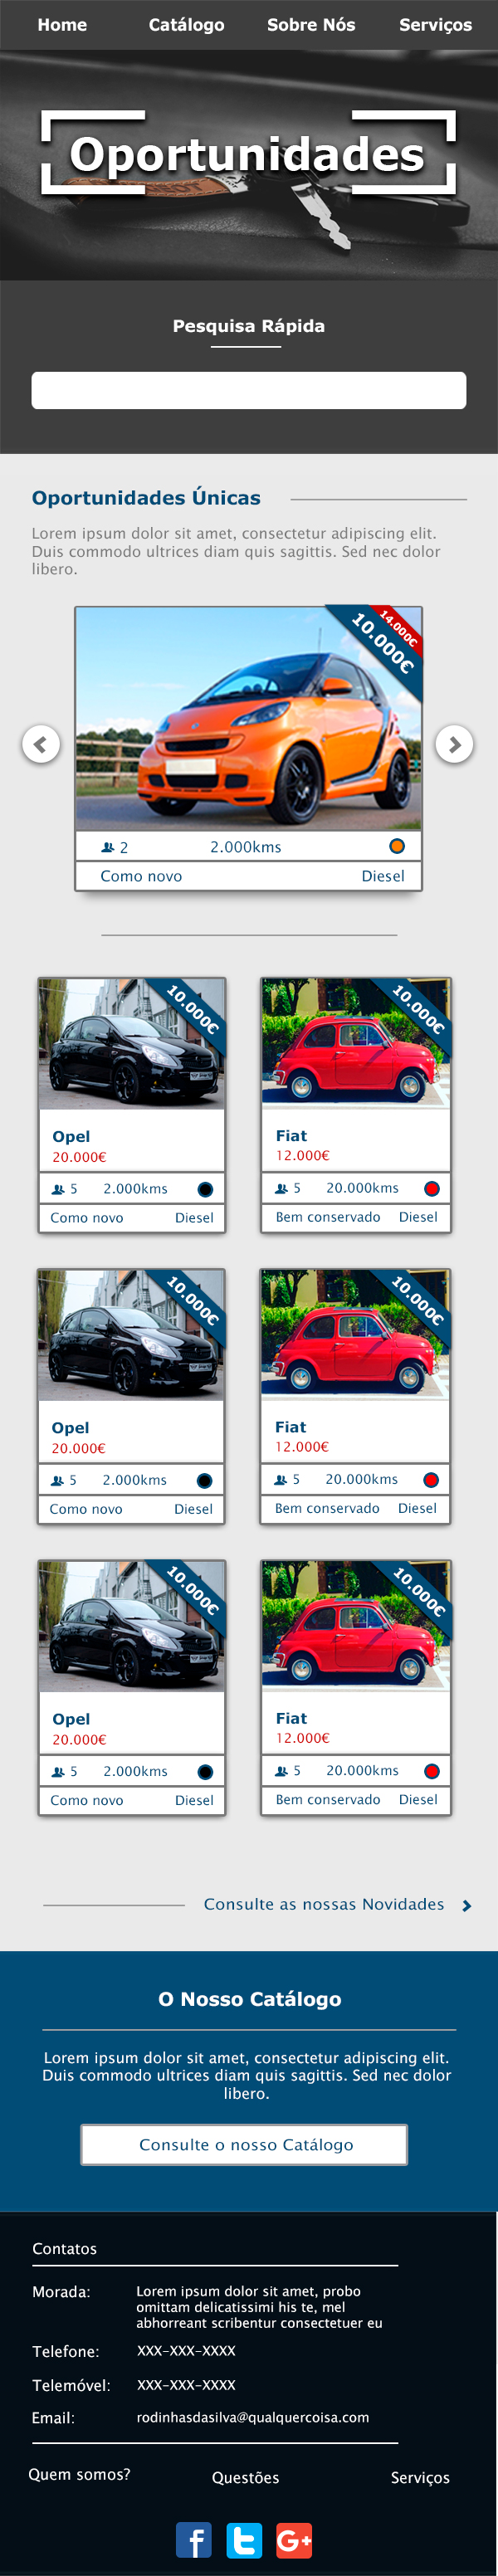 Home Catálogo Sobre Nós Serviços
Oportunidades
Pesquisa Rápida
Oportunidades Únicas
Lorem ipsum dolor sit amet, consectetur adipiscing elit.
Duis commodo ultrices diam quis sagittis. Sed nec dolor
libero.
14.000€
10.000€
2 2.000kms
Como novo Diesel
10.000€
Opel
20.000€
5 2.000kms
Como novo Diesel
10.000€
Fiat
12.000€
5 20.000kms
Bem conservado Diesel
10.000€
Opel
20.000€
5 2.000kms
Como novo Diesel
10.000€
Fiat
12.000€
5 20.000kms
Bem conservado Diesel
10.000€
Opel
20.000€
5 2.000kms
Como novo Diesel
10.000€
Fiat
12.000€
5 20.000kms
Bem conservado Diesel
Consulte as nossas Novidades
O Nosso Catálogo
Lorem ipsum dolor sit amet, consectetur adipiscing elit.
Duis commodo ultrices diam quis sagittis. Sed nec dolor
libero.
Consulte o nosso Catálogo
Contatos
Morada: Lorem ipsum dolor sit amet, probo
omittam delicatissimi his te, mel
abhorreant scribentur consectetuer eu
Telefone: XXX-XXX-XXXX
Telemóvel: XXX-XXX-XXXX
Email: rodinhasdasilva@qualquercoisa.com
Quem somos? Questões Serviços
f t G+